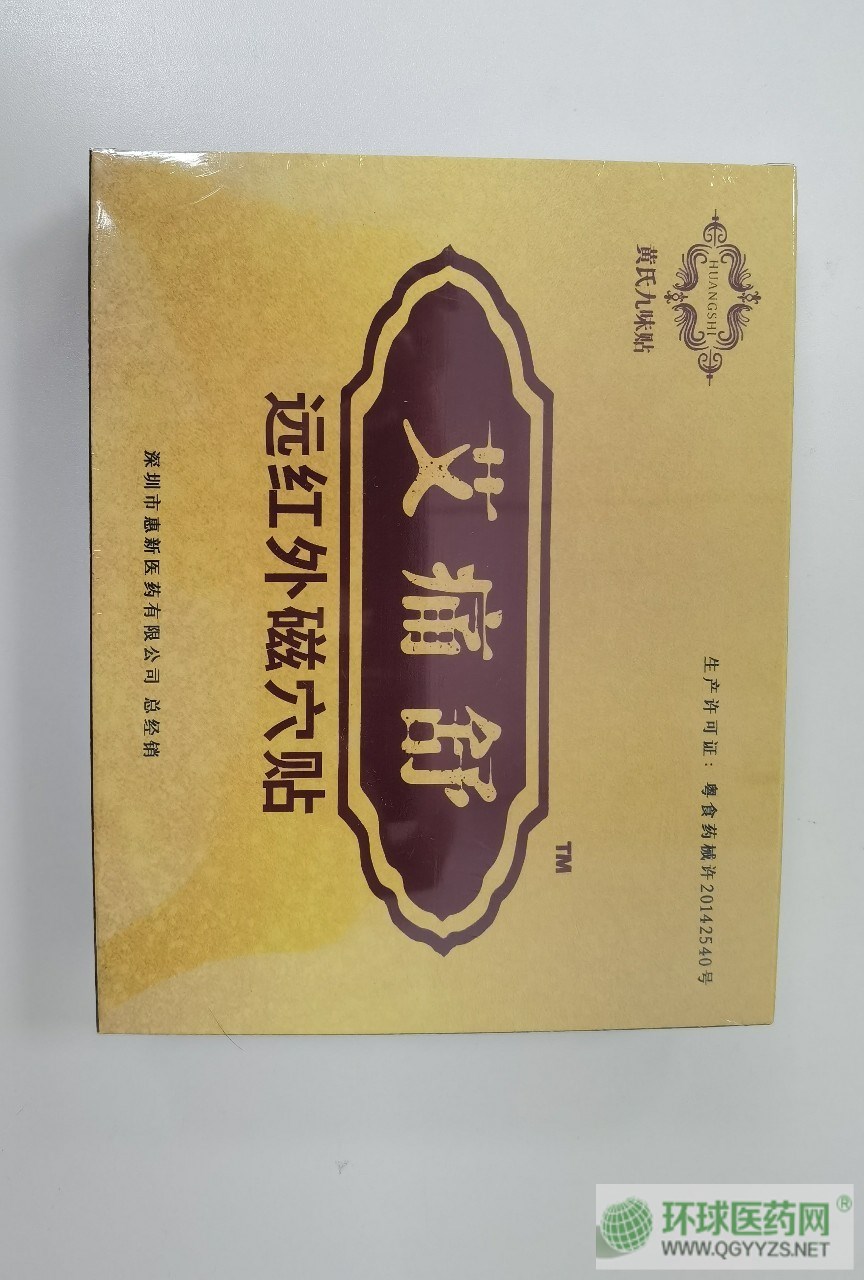 HUANGSHI
黄氏九味贴
生产许可证：粤食药械许20142540号
艾痛舒
TM
远红外磁穴贴
深圳市惠新医药有限公司 总经销
环球医药网®
WWW.QGYYZS.NET